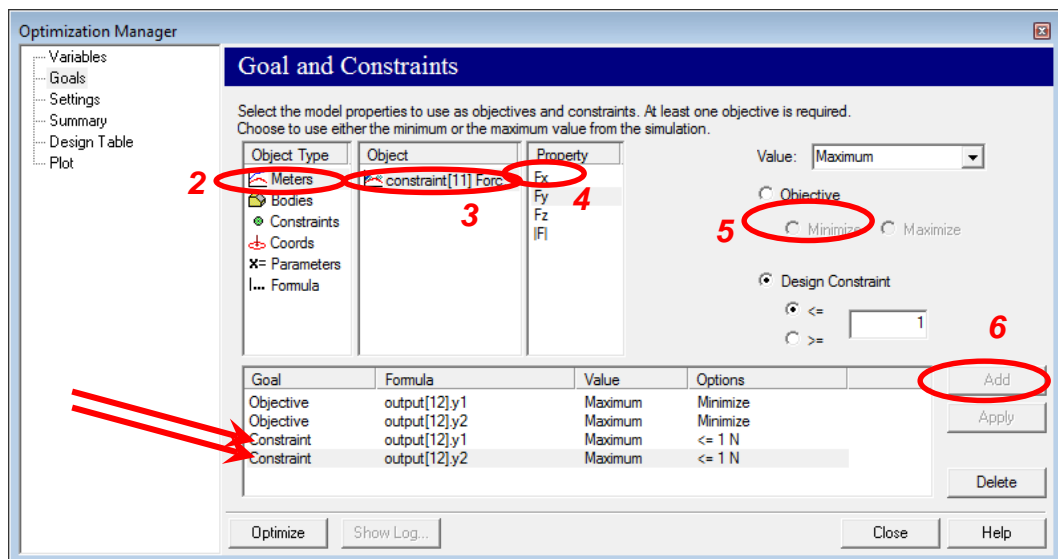 Optimization Manager
Variables
Goals
Settings
Summary
Design Table
Plot
Goal and Constraints
Select the model properties to use as objectives and constraints. At least one objective is required.
Choose to use either the minimum or the maximum value from the simulation.
Object Type
Meters
Bodies
Constraints
Coords
X= Parameters
Formula
2
Object
constraint[11] Forc
3
Property
Fx
Fy
Fz
|F|
4
Value: Maximum
Objective
5
Minimize Maximize
Design Constraint
<=
1
>=
6
Goal Formula Value Options
Objective output[12].y1 Maximum Minimize
Objective output[12].y2 Maximum Minimize
Constraint output[12].y1 Maximum <= 1 N
Constraint output[12].y2 Maximum <= 1 N
Add
Apply
Delete
Optimize Show Log... Close Help